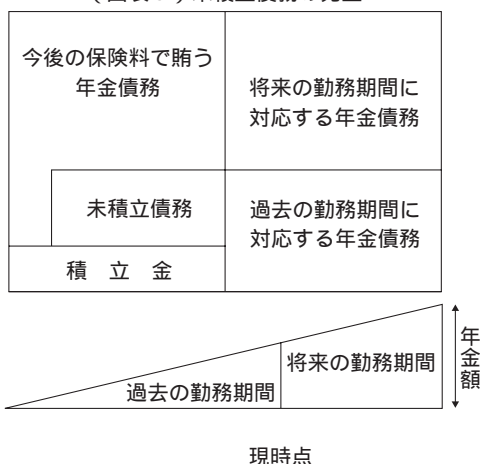 今後の保険料で賄う
年金債務
将来の勤務期間に
対応する年金債務
未積立債務
過去の勤務期間に
対応する年金債務
積 立 金
将来の勤務期間
過去の勤務期間
年金額
現時点